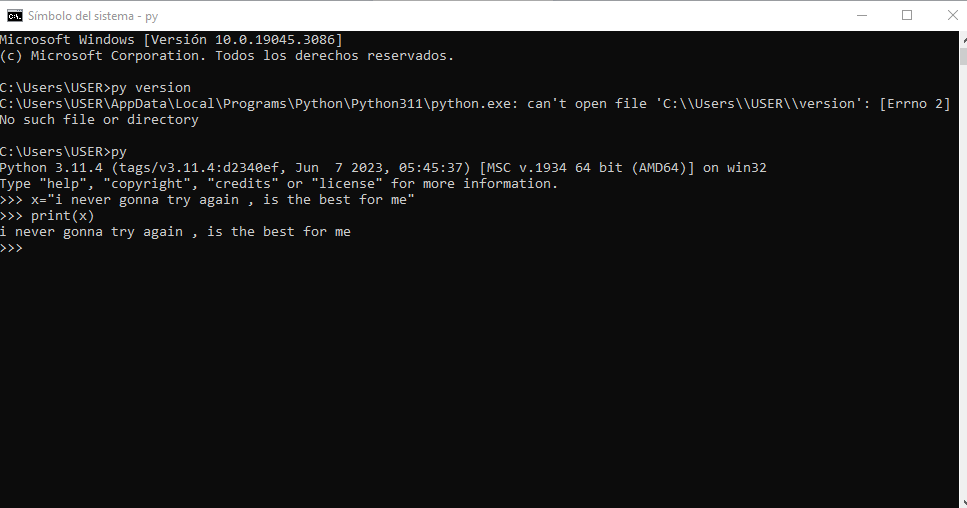 Símbolo del sistema - py
Microsoft Windows [Versión 10.0.19045.3086]
(c) Microsoft Corporation. Todos los derechos reservados.
C:\Users\USER>py version
C:\Users\USER\AppData\Local\Programs\Python\Python311\python.exe: can't open file 'C:\\Users\\USER\\version': [Errno 2]
No such file or directory
C:\Users\USER>py
Python 3.11.4 (tags/v3.11.4:d2340ef, Jun  7 2023, 05:45:37) [MSC v.1934 64 bit (AMD64)] on win32
Type "help", "copyright", "credits" or "license" for more information.
>>> x="i never gonna try again , is the best for me"
>>> print(x)
i never gonna try again , is the best for me
>>>